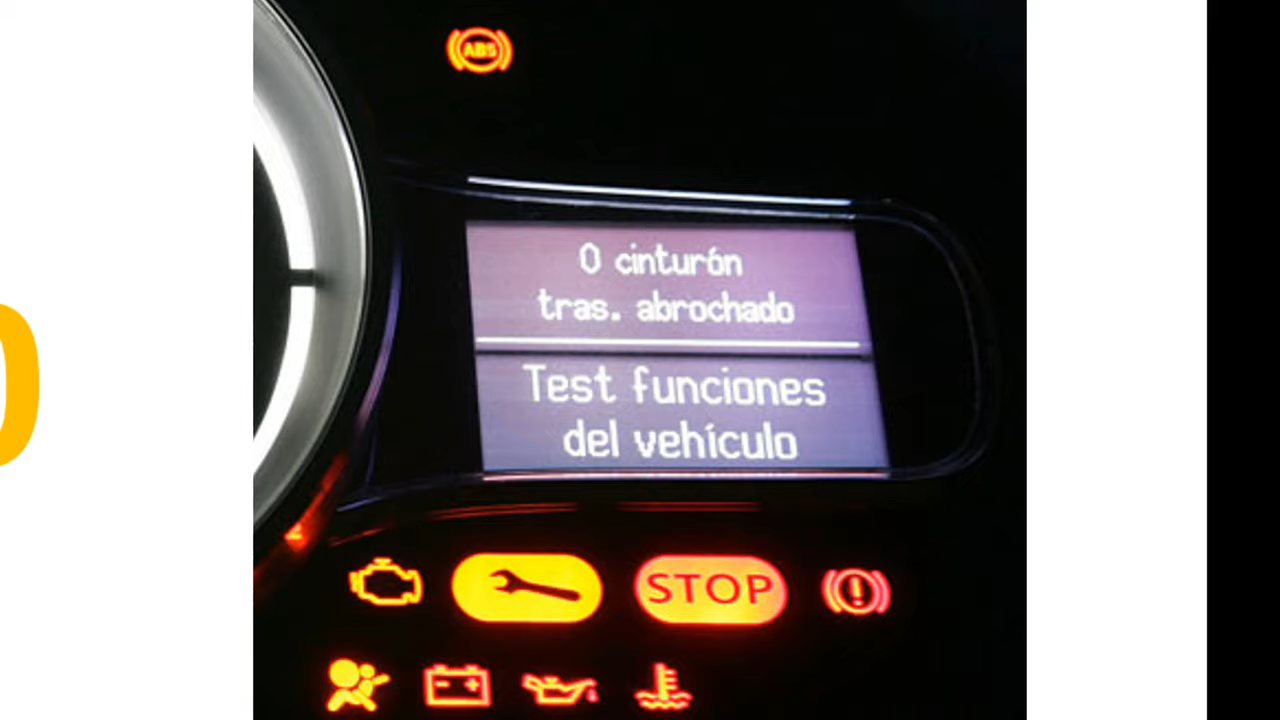 ABS
0 cinturón
tras. abrochado
Test funciones
del vehículo
STOP